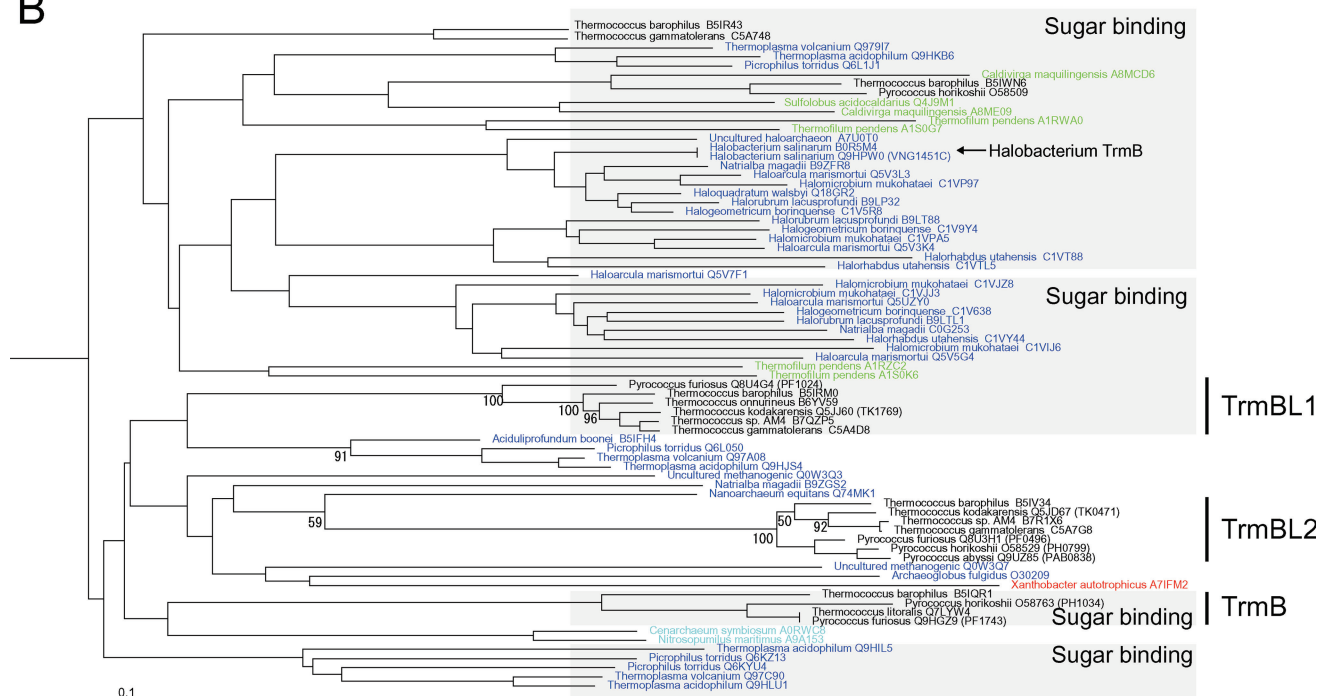 B
Thermococcus barophilus B5IR43
Sugar binding
Thermococcus gammatolerans C5A748
Thermoplasma volcanium Q979I7
Thermoplasma acidophilum Q9HKB6
Picrophilus torridus Q6L1J1
Caldivirga maquilingensis A8MCD6
Thermococcus barophilus B5IWN6
Pyrococcus horikoshii O58509
Sulfolobus acidocaldarius Q4J9M1
Caldivirga maquilingensis A8ME09
Thermofilum pendens A1RWA0
Thermofilum pendens A1S0G7
Uncultured haloarchaeon A7U0T0
Halobacterium salinarum B0R5M4
Halobacterium TrmB
Halobacterium salinarium Q9HPW0 (VNG1451C)
Natrialba magadii B9ZFR8
Haloarcula marismortui Q5V3L3
Halomicrobium mukohataei C1VP97
Haloquadratum walsbyi Q18GR2
Halorubrum lacusprofundi B9LP32
Halogeometricum borinquense C1V5R8
Halorubrum lacusprofundi B9LT88
Halogeometricum borinquense C1V9Y4
Halomicrobium mukohataei C1VPA5
Haloarcula marismortui Q5V3K4
Halorhabdus utahensis C1VT88
Halorhabdus utahensis C1VTL5
Haloarcula marismortui Q5V7F1
Halomicrobium mukohataei C1VJZ8
Sugar binding
Halomicrobium mukohataei C1VJJ3
Haloarcula marismortui Q5UZY0
Halogeometricum borinquense C1V638
Halorubrum lacusprofundi B9LTL1
Natrialba magadii C0G253
Halorhabdus utahensis C1VY44
Halomicrobium mukohataei C1VIJ6
Haloarcula marismortui Q5V5G4
Thermofilum pendens A1RZC2
Thermofilum pendens A1S0K6
Pyrococcus furiosus Q8U4G4 (PF1024)
Thermococcus barophilus B5IRM0
100
Thermococcus onnurineus B6YV59
100
Thermococcus kodakarensis Q5JJ60 (TK1769)
TrmBL1
96
Thermococcus sp. AM4 B7QZP5
Thermococcus gammatolerans C5A4D8
Aciduliprofundum boonei B5IFH4
Picrophilus torridus Q6L050
91
Thermoplasma volcanium Q97A08
Thermoplasma acidophilum Q9HJS4
Uncultured methanogenic Q0W3Q3
Natrialba magadii B9ZGS2
Nanoarchaeum equitans Q74MK1
Thermococcus barophilus B5IV34
Thermococcus kodakarensis Q5JD67 (TK0471)
59
50
92
Thermococcus sp. AM4 B7R1X6
Thermococcus gammatolerans C5A7G8
TrmBL2
100
Pyrococcus furiosus Q8U3H1 (PF0496)
Pyrococcus horikoshii O58529 (PH0799)
Pyrococcus abyssi Q9UZ85 (PAB0838)
Uncultured methanogenic Q0W3Q7
Archaeoglobus fulgidus O30209
Xanthobacter autotrophicus A7IFM2
Thermococcus barophilus B5IQR1
Pyrococcus horikoshii O58763 (PH1034)
TrmB
Thermococcus litoralis Q7LYW4
Sugar binding
Pyrococcus furiosus Q9HGZ9 (PF1743)
Cenarchaeum symbiosum A0RWC8
Nitrosopumilus maritimus A9A153
Thermoplasma acidophilum Q9HIL5
Sugar binding
Picrophilus torridus Q6KZ13
Picrophilus torridus Q6KYU4
Thermoplasma volcanium Q97C90
Thermoplasma acidophilum Q9HLU1
0.1